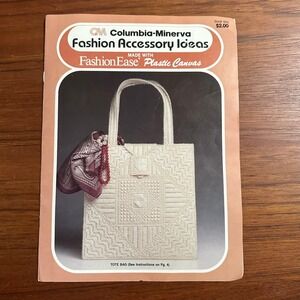 CM Columbia-Minerva
$2.00
Fashion Accessory Ideas
MADE WITH
FashionEase Plastic Canvas
TOTE BAG (See Instructions on Pg. 4)